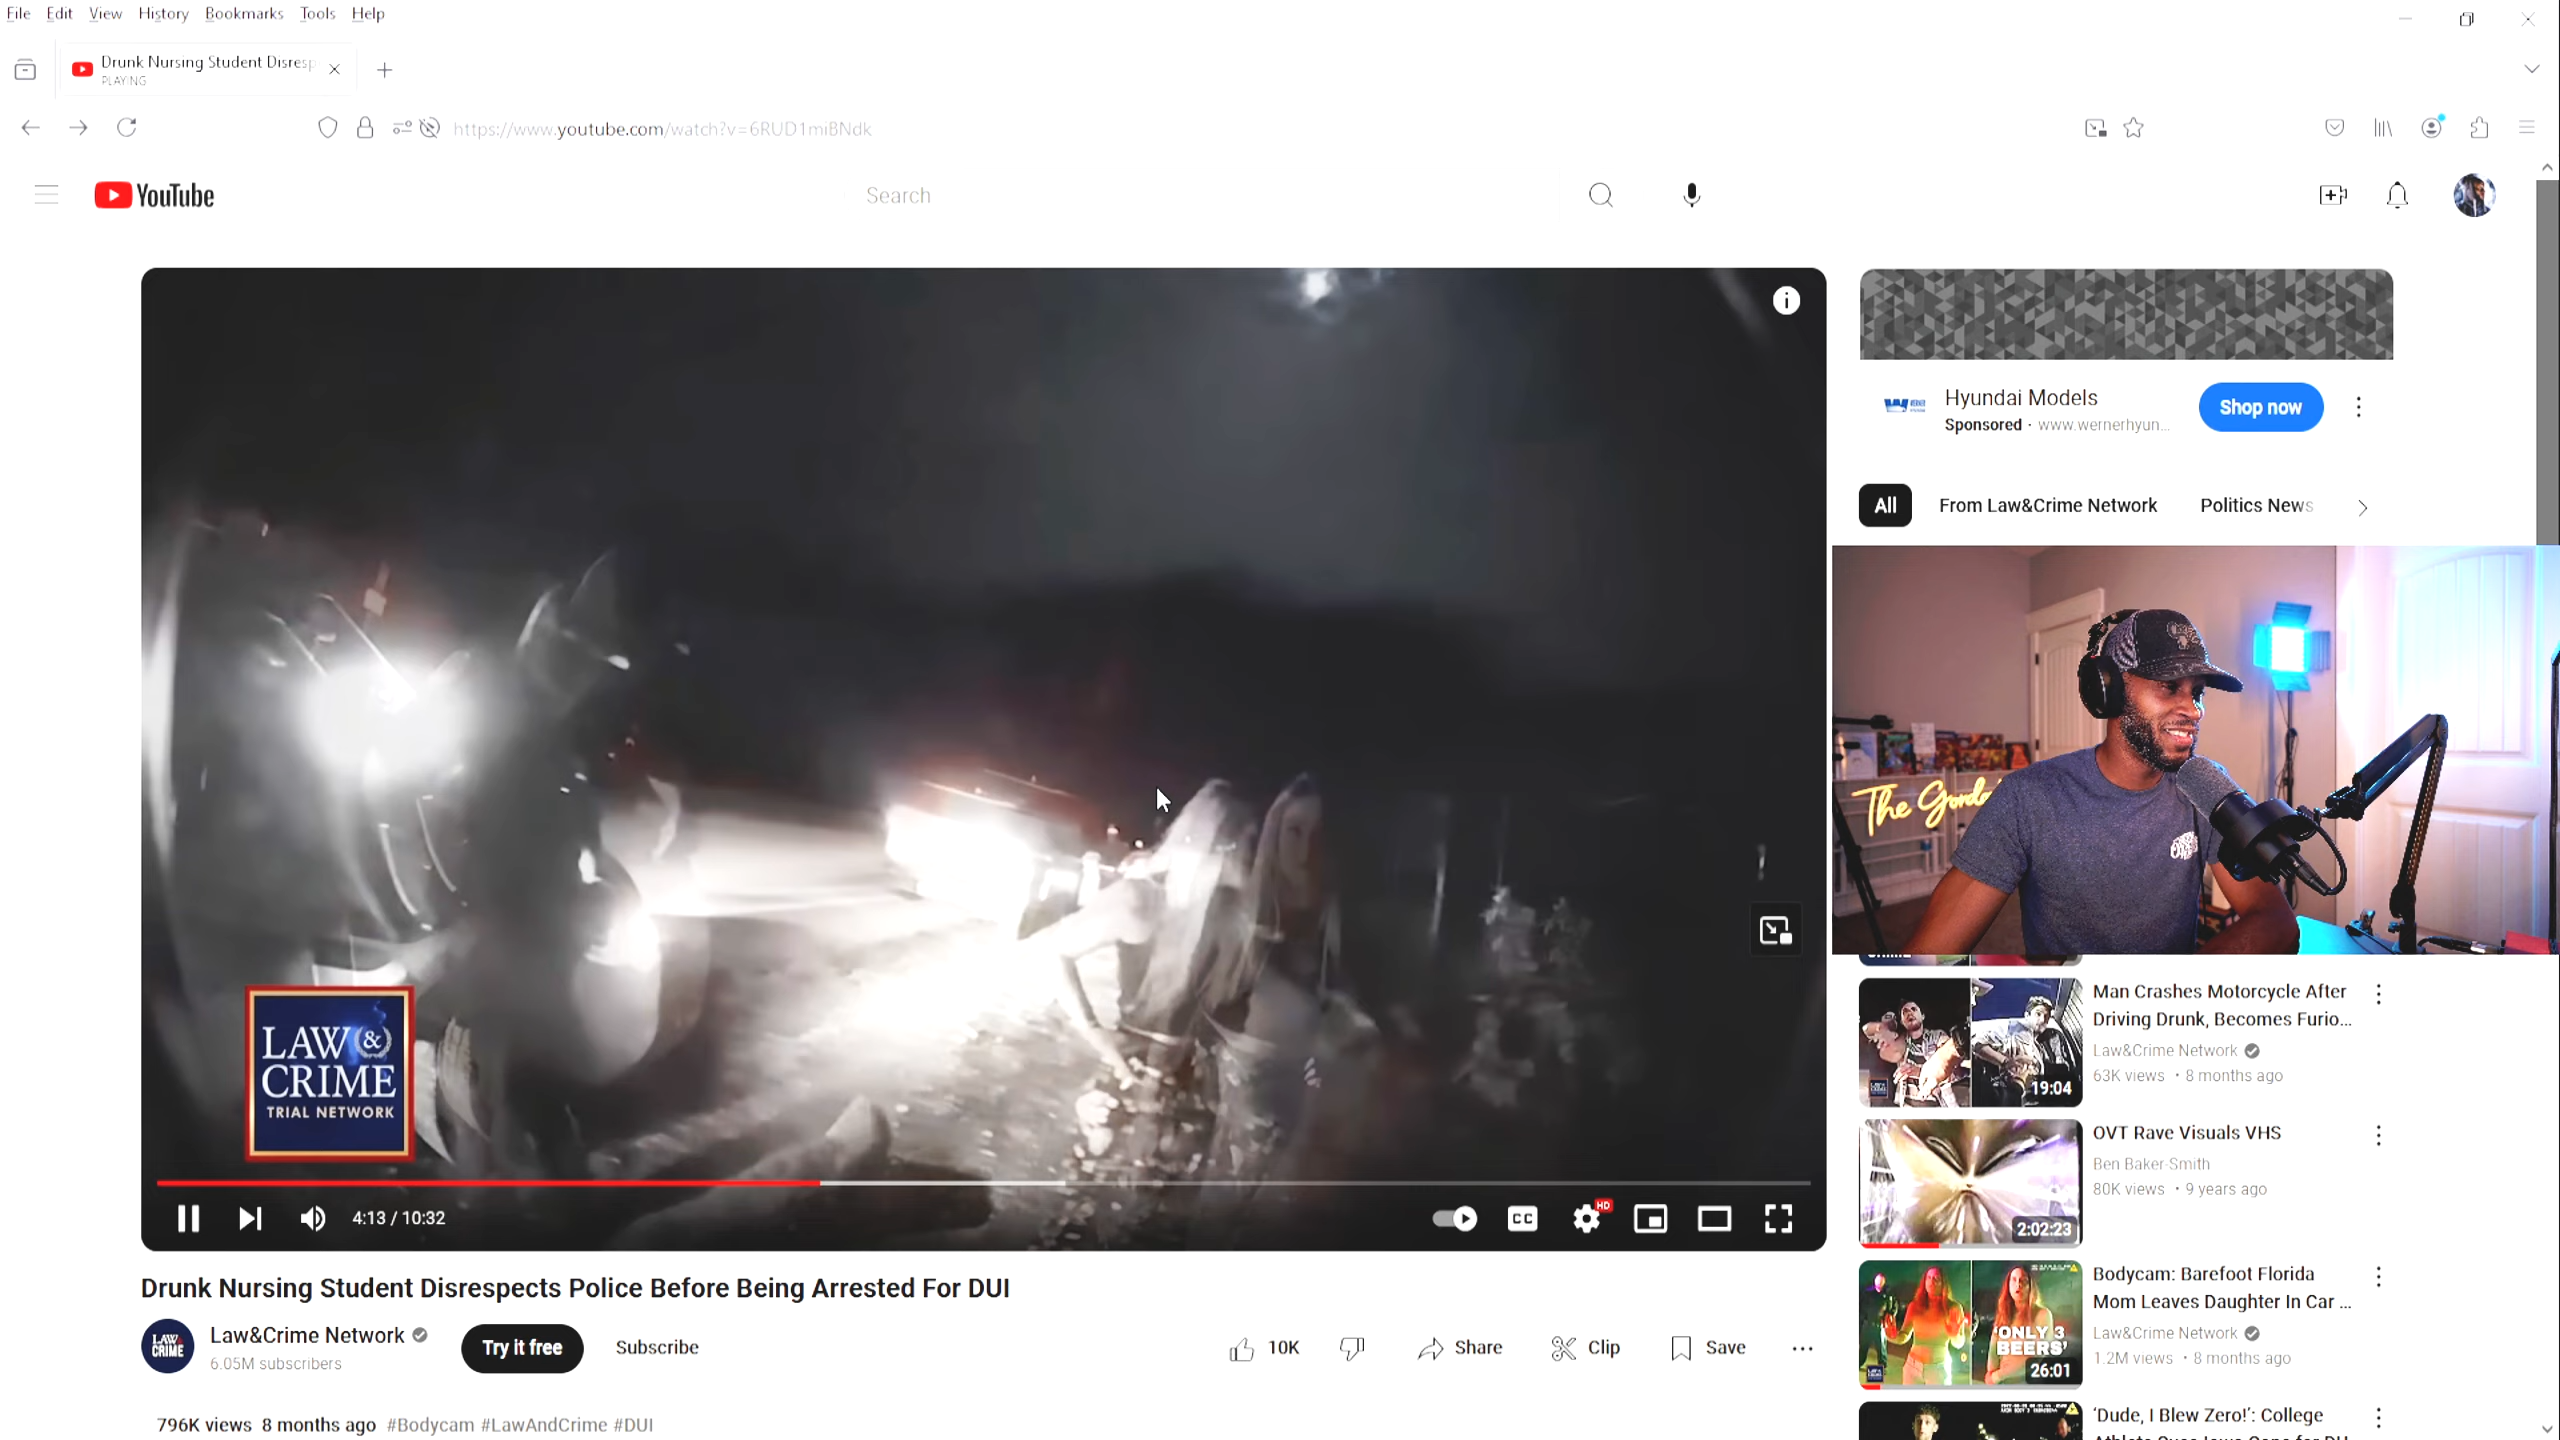 File Edit View History Bookmarks Tools Help
Drunk Nursing Student Disresp
PLAYING
https://www.youtube.com/watch?v=6RUD1mi8Ndk
YouTube
Search
Hyundai Models
Sponsored · www.wernerhyun...
Shop now
All
From Law&Crime Network
Politics News
The
LAW &
CRIME
TRIAL NETWORK
4:13 / 10:32
CC
HD
Drunk Nursing Student Disrespects Police Before Being Arrested For DUI
LAW&
CRIME
Law&Crime Network
6.05M subscribers
Try it free
Subscribe
10K
Share
Clip
Save
796K views 8 months ago #Bodycam #LawAndCrime #DUI
19:04
Man Crashes Motorcycle After
Driving Drunk, Becomes Furio...
Law&Crime Network
63K views • 8 months ago
2:02:23
OVT Rave Visuals VHS
Ben Baker-Smith
80K views • 9 years ago
'ONLY 3
BEERS'
26:01
Bodycam: Barefoot Florida
Mom Leaves Daughter In Car ...
Law&Crime Network
1.2M views • 8 months ago
'Dude, I Blew Zero!': College